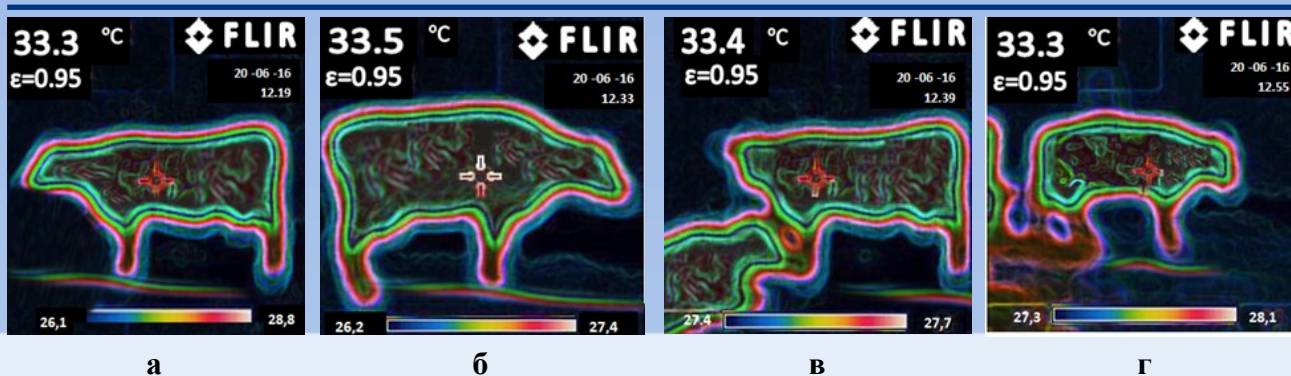 33.3 °C FLIR
ε=0.95
20 -06 -16
12.19
26,1 28,8
а
33.5 °C FLIR
ε=0.95
20 -06 -16
12.33
26,2 27,4
б
33.4 °C FLIR
ε=0.95
20 -06 -16
12.39
27.4 27,7
в
33.3 °C FLIR
ε=0.95
20 -06 -16
12.55
27,3 28,1
г